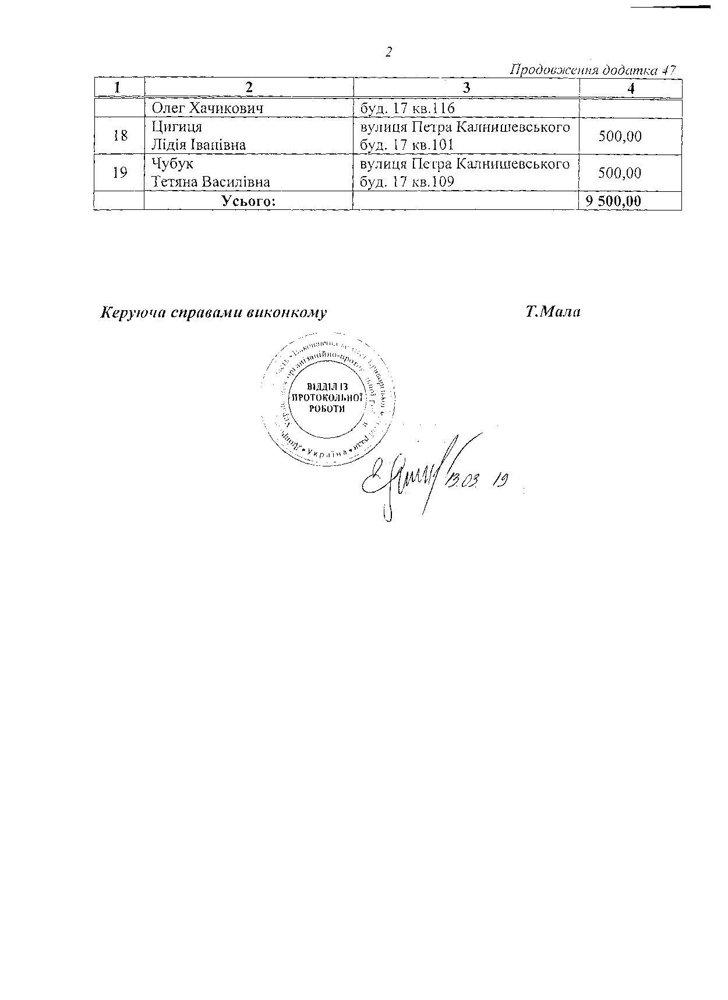 2
Продовження додатка 47
1 2 3 4
Олег Хачикович буд. 17 кв.116
18 Цигиця Лідія Іванівна вулиця Петра Калнишевського буд. 17 кв.101 500,00
19 Чубук Тетяна Василівна вулиця Петра Калнишевського буд. 17 кв.109 500,00
Усього: 9 500,00
Керуюча справами виконкому Т.Мала
ВІДДІЛ ІЗ
ПРОТОКОЛЬНОЇ
РОБОТИ
Україна
13.03. 19